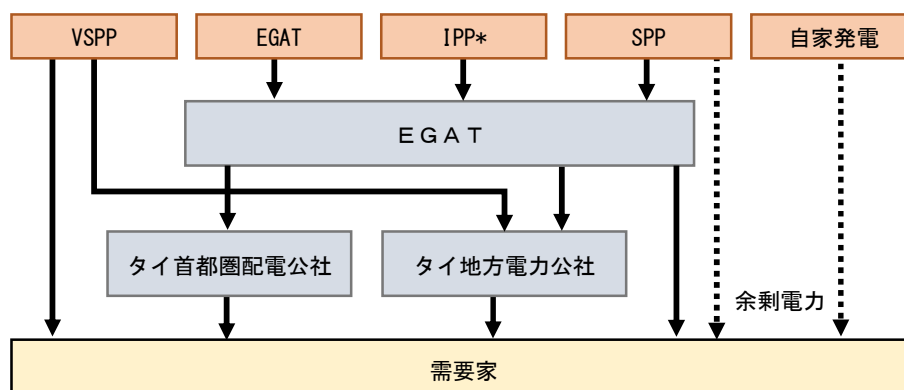 VSPP
EGAT
IPP*
SPP
自家発電
ＥＧＡＴ
タイ首都圏配電公社
タイ地方電力公社
余剰電力
需要家